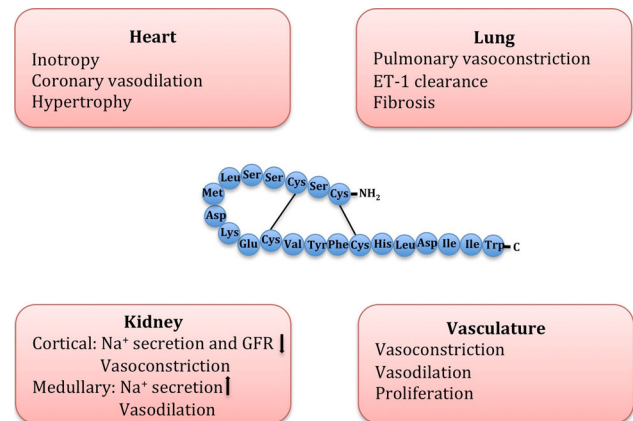 Heart
Inotropy
Coronary vasodilation
Hypertrophy
Lung
Pulmonary vasoconstriction
ET-1 clearance
Fibrosis
Leu Ser Ser Cys Ser Cys NH₂
Met
Asp
Lys
Glu Cys Val Tyr Phe Cys His Leu Asp Ile Ile Trp C
Kidney
Cortical: Na⁺ secretion and GFR ↓
Vasoconstriction
Medullary: Na⁺ secretion ↑
Vasodilation
Vasculature
Vasoconstriction
Vasodilation
Proliferation